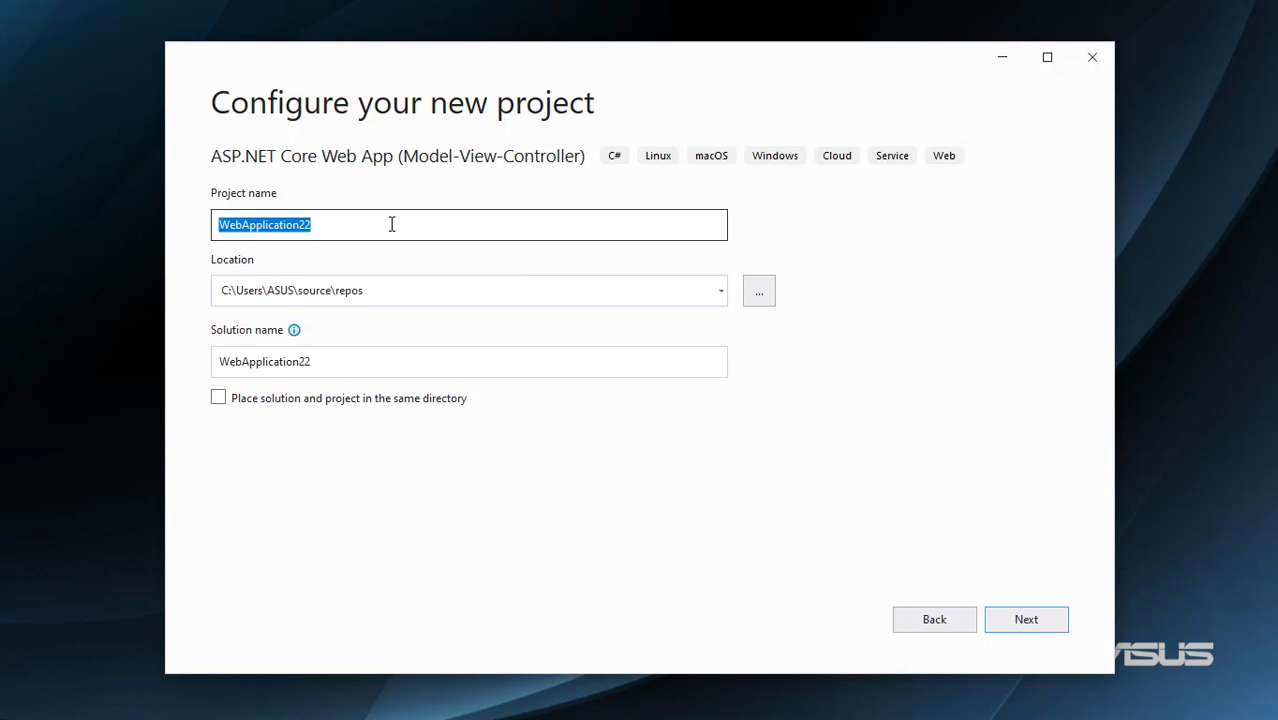 Configure your new project
ASP.NET Core Web App (Model-View-Controller) C# Linux macOS Windows Cloud Service Web
Project name
WebApplication22
Location
C:\Users\ASUS\source\repos
...
Solution name
WebApplication22
Place solution and project in the same directory
Back Next
ASUS